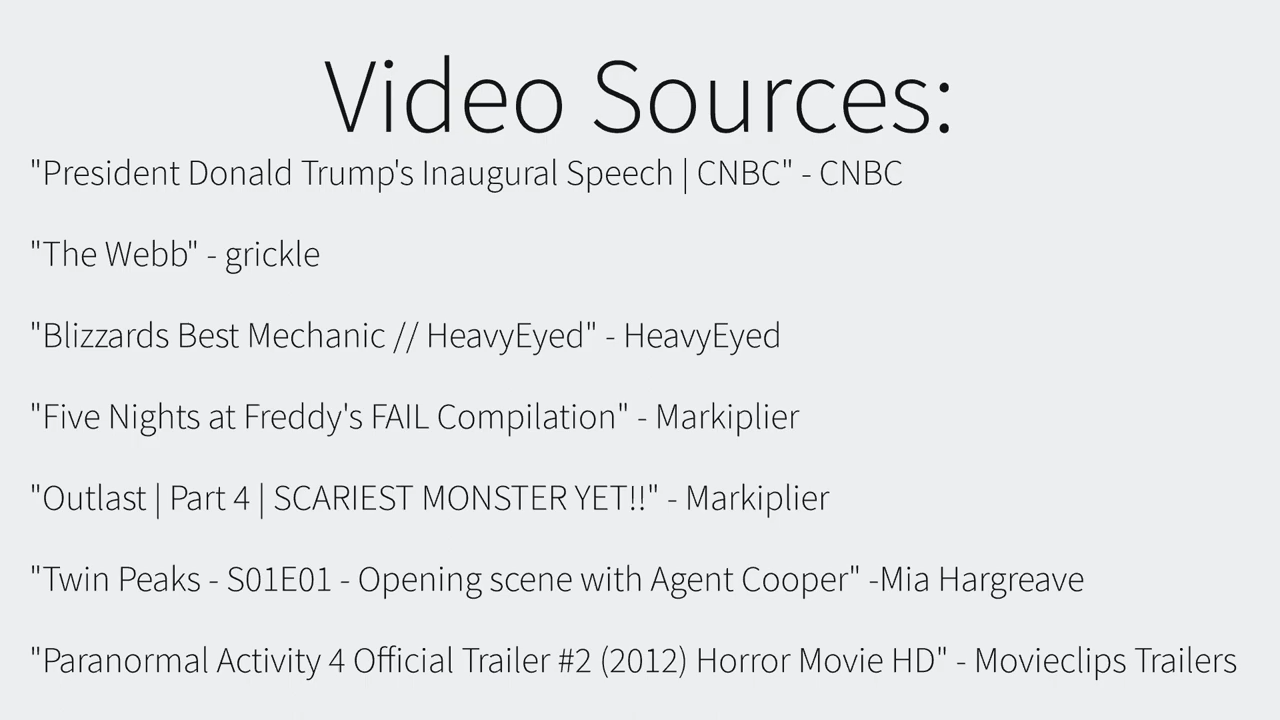 Video Sources:
"President Donald Trump's Inaugural Speech | CNBC" - CNBC
"The Webb" - grickle
"Blizzards Best Mechanic // HeavyEyed" - HeavyEyed
"Five Nights at Freddy's FAIL Compilation" - Markiplier
"Outlast | Part 4 | SCARIEST MONSTER YET!!" - Markiplier
"Twin Peaks - S01E01 - Opening scene with Agent Cooper" -Mia Hargreave
"Paranormal Activity 4 Official Trailer #2 (2012) Horror Movie HD" - Movieclips Trailers